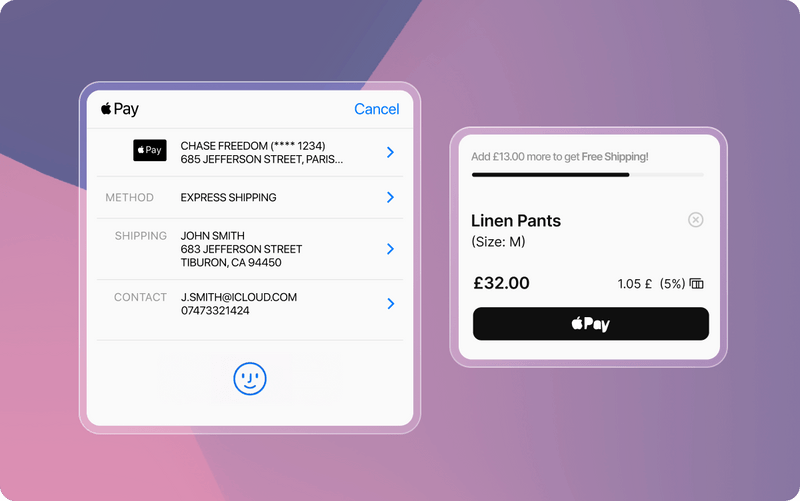 Pay
Cancel
Pay
CHASE FREEDOM (**** 1234)
685 JEFFERSON STREET, PARIS...
METHOD
EXPRESS SHIPPING
SHIPPING
JOHN SMITH
683 JEFFERSON STREET
TIBURON, CA 94450
CONTACT
J.SMITH@ICLOUD.COM
07473321424
Add £13.00 more to get Free Shipping!
Linen Pants
(Size: M)
£32.00
1.05 £ (5%)
Pay